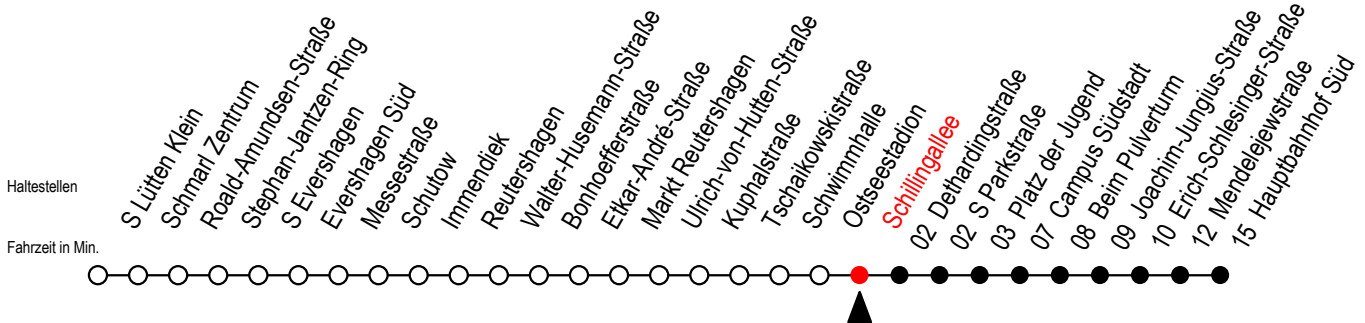 Haltestellen
Fahrzeit in Min.
S Lütten Klein
Schmarl Zentrum
Roald-Amundsen-Straße
Stephan-Jantzen-Ring
S Evershagen
Evershagen Süd
Messestraße
Schutow
Immendiek
Reutershagen
Walter-Husemann-Straße
Bonhoefferstraße
Etkar-André-Straße
Markt Reutershagen
Ulrich-von-Hutten-Straße
Kuphalstraße
Tschaikowskistraße
Schwimmhalle
Ostseestadion
Schillingallee
02 Dethardingstraße
02 S Parkstraße
03 Platz der Jugend
07 Campus Südstadt
08 Beim Pulverturm
09 Joachim-Jungius-Straße
10 Erich-Schlesinger-Straße
12 Mendelejewstraße
15 Hauptbahnhof Süd